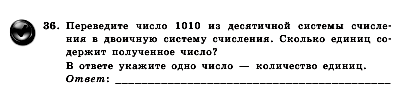 36. Переведите число 1010 из десятичной системы счисле-
ния в двоичную систему счисления. Сколько единиц со-
держит полученное число?
В ответе укажите одно число — количество единиц.
Ответ: ______________________________